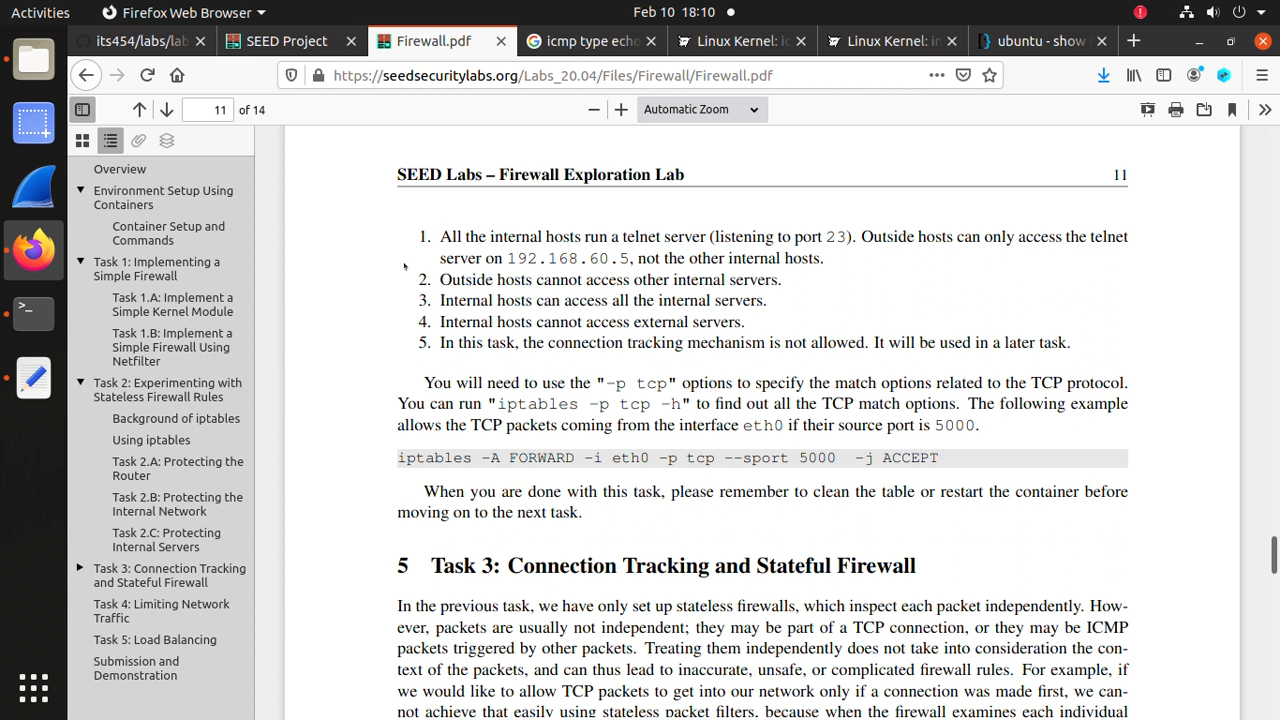 Activities
Firefox Web Browser
Feb 10 18:10
its454/labs/lab
SEED Project
Firewall.pdf
icmp type echo
Linux Kernel: ic
Linux Kernel: in
ubuntu - show
https://seedsecuritylabs.org/Labs_20.04/Files/Firewall/Firewall.pdf
11 of 14
Automatic Zoom
Overview
Environment Setup Using
Containers
Container Setup and
Commands
Task 1: Implementing a
Simple Firewall
Task 1.A: Implement a
Simple Kernel Module
Task 1.B: Implement a
Simple Firewall Using
Netfilter
Task 2: Experimenting with
Stateless Firewall Rules
Background of iptables
Using iptables
Task 2.A: Protecting the
Router
Task 2.B: Protecting the
Internal Network
Task 2.C: Protecting
Internal Servers
Task 3: Connection Tracking
and Stateful Firewall
Task 4: Limiting Network
Traffic
Task 5: Load Balancing
Submission and
Demonstration
SEED Labs – Firewall Exploration Lab 11
1. All the internal hosts run a telnet server (listening to port 23). Outside hosts can only access the telnet
server on 192.168.60.5, not the other internal hosts.
2. Outside hosts cannot access other internal servers.
3. Internal hosts can access all the internal servers.
4. Internal hosts cannot access external servers.
5. In this task, the connection tracking mechanism is not allowed. It will be used in a later task.
You will need to use the "-p tcp" options to specify the match options related to the TCP protocol.
You can run "iptables -p tcp -h" to find out all the TCP match options. The following example
allows the TCP packets coming from the interface eth0 if their source port is 5000.
iptables -A FORWARD -i eth0 -p tcp --sport 5000 -j ACCEPT
When you are done with this task, please remember to clean the table or restart the container before
moving on to the next task.
5 Task 3: Connection Tracking and Stateful Firewall
In the previous task, we have only set up stateless firewalls, which inspect each packet independently. How-
ever, packets are usually not independent; they may be part of a TCP connection, or they may be ICMP
packets triggered by other packets. Treating them independently does not take into consideration the con-
text of the packets, and can thus lead to inaccurate, unsafe, or complicated firewall rules. For example, if
we would like to allow TCP packets to get into our network only if a connection was made first, we can-
not achieve that easily using stateless packet filters, because when the firewall examines each individual